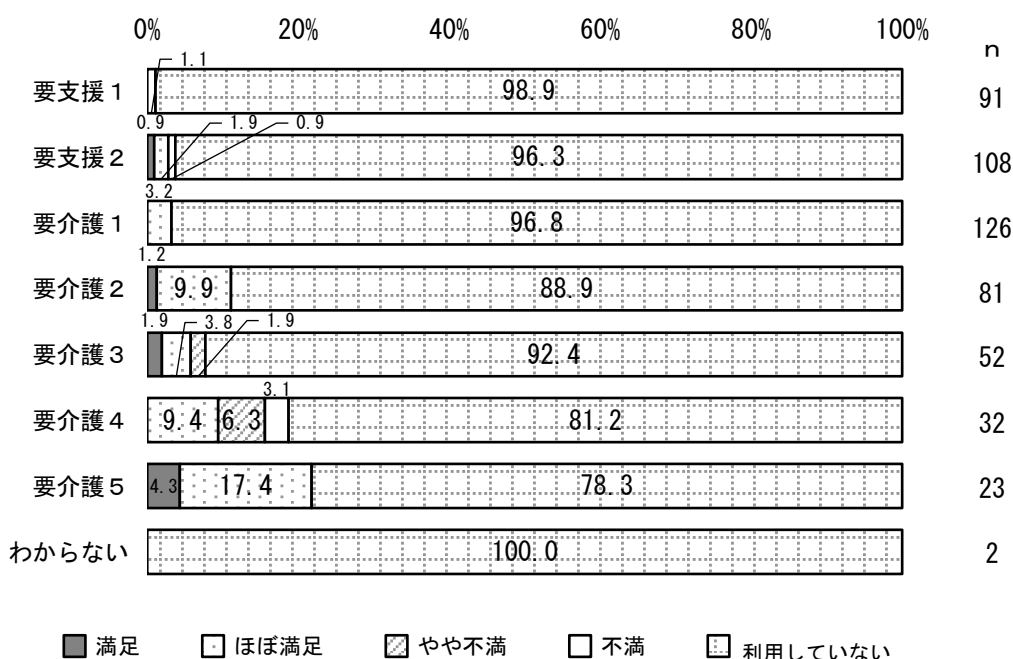 0% 20% 40% 60% 80% 100%
n
1.1
要支援1 98.9 91
0.9 1.9 0.9
要支援2 96.3 108
3.2
要介護1 96.8 126
1.2
要介護2 9.9 88.9 81
1.9 3.8 1.9
要介護3 92.4 52
3.1
要介護4 9.4 6.3 81.2 32
要介護5 4.3 17.4 78.3 23
わからない 100.0 2
満足 ほぼ満足 やや不満 不満 利用していない